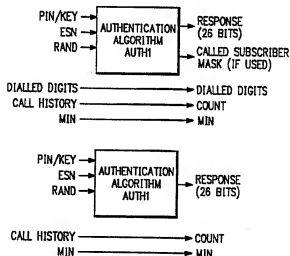 PIN/KEY
ESN
RAND
AUTHENTICATION
ALGORITHM
AUTH1
RESPONSE
(26 BITS)
CALLED SUBSCRIBER
MASK (IF USED)
DIALLED DIGITS
DIALLED DIGITS
CALL HISTORY
COUNT
MIN
MIN
PIN/KEY
ESN
RAND
AUTHENTICATION
ALGORITHM
AUTH1
RESPONSE
(26 BITS)
CALL HISTORY
COUNT
MIN
MIN